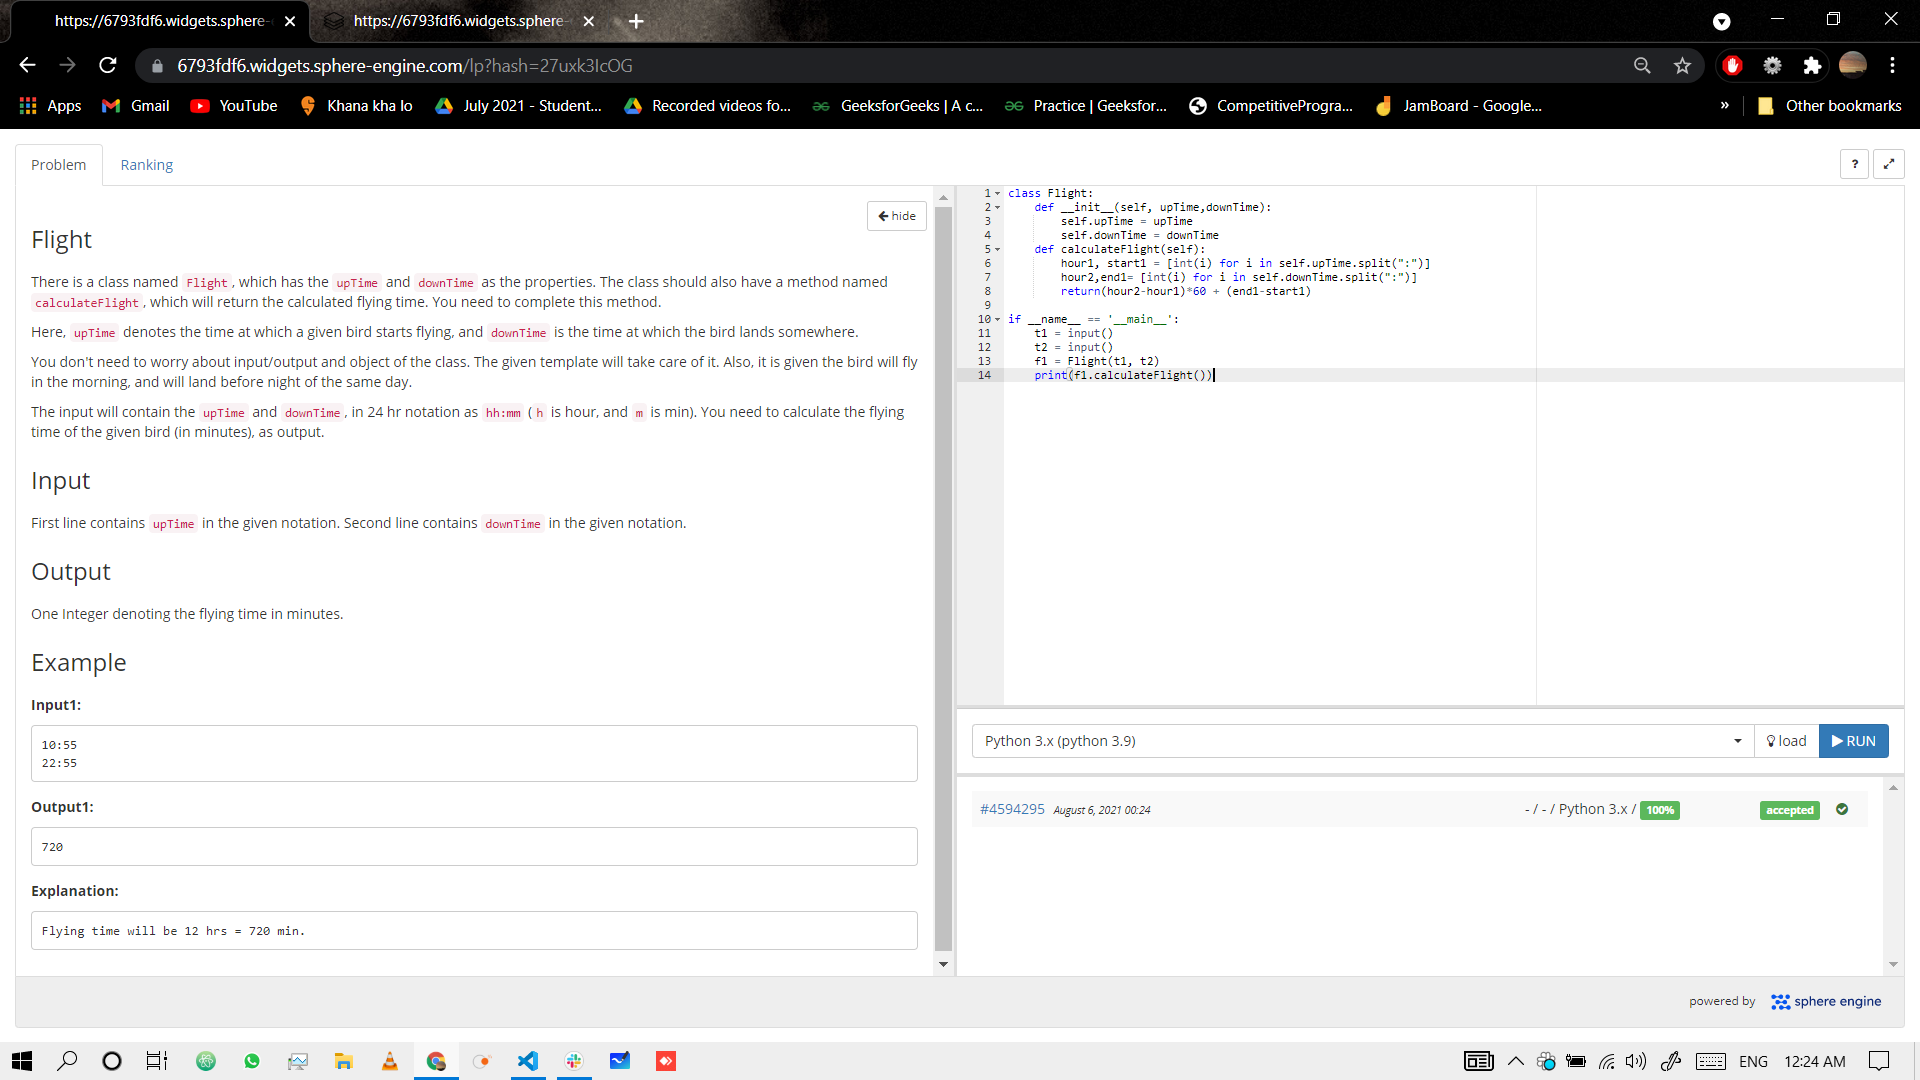 https://6793fdf6.widgets.sphere-
https://6793fdf6.widgets.sphere-
6793fdf6.widgets.sphere-engine.com/lp?hash=27uxk3IcOG
Apps Gmail YouTube Khana kha lo July 2021 - Student... Recorded videos fo... GeeksforGeeks | A c... Practice | Geeksfor... CompetitiveProgra ... JamBoard - Google... » Other bookmarks
Problem Ranking ?
hide
Flight
There is a class named Flight, which has the upTime and downTime as the properties. The class should also have a method named
calculateFlight, which will return the calculated flying time. You need to complete this method.
Here, upTime denotes the time at which a given bird starts flying, and downTime is the time at which the bird lands somewhere.
You don't need to worry about input/output and object of the class. The given template will take care of it. Also, it is given the bird will fly
in the morning, and will land before night of the same day.
The input will contain the upTime and downTime, in 24 hr notation as hh:mm ( h is hour, and m is min). You need to calculate the flying
time of the given bird (in minutes), as output.
Input
First line contains upTime in the given notation. Second line contains downTime in the given notation.
Output
One Integer denoting the flying time in minutes.
Example
Input1:
10:55
22:55
Output1:
720
Explanation:
Flying time will be 12 hrs = 720 min.
1 class Flight:
2 def __init__(self, upTime,downTime):
3 self.upTime = upTime
4 self.downTime = downTime
5 def calculateFlight(self):
6 hour1, start1 = [int(i) for i in self.upTime.split(":")]
7 hour2,end1= [int(i) for i in self.downTime.split(":")]
8 return(hour2-hour1)*60 + (end1-start1)
9
10 if __name__ == '__main__':
11 t1 = input()
12 t2 = input()
13 f1 = Flight(t1, t2)
14 print(f1.calculateFlight())
Python 3.x (python 3.9) load RUN
#4594295 August 6, 2021 00:24 - / - / Python 3.x / 100% accepted
powered by sphere engine
ENG 12:24 AM